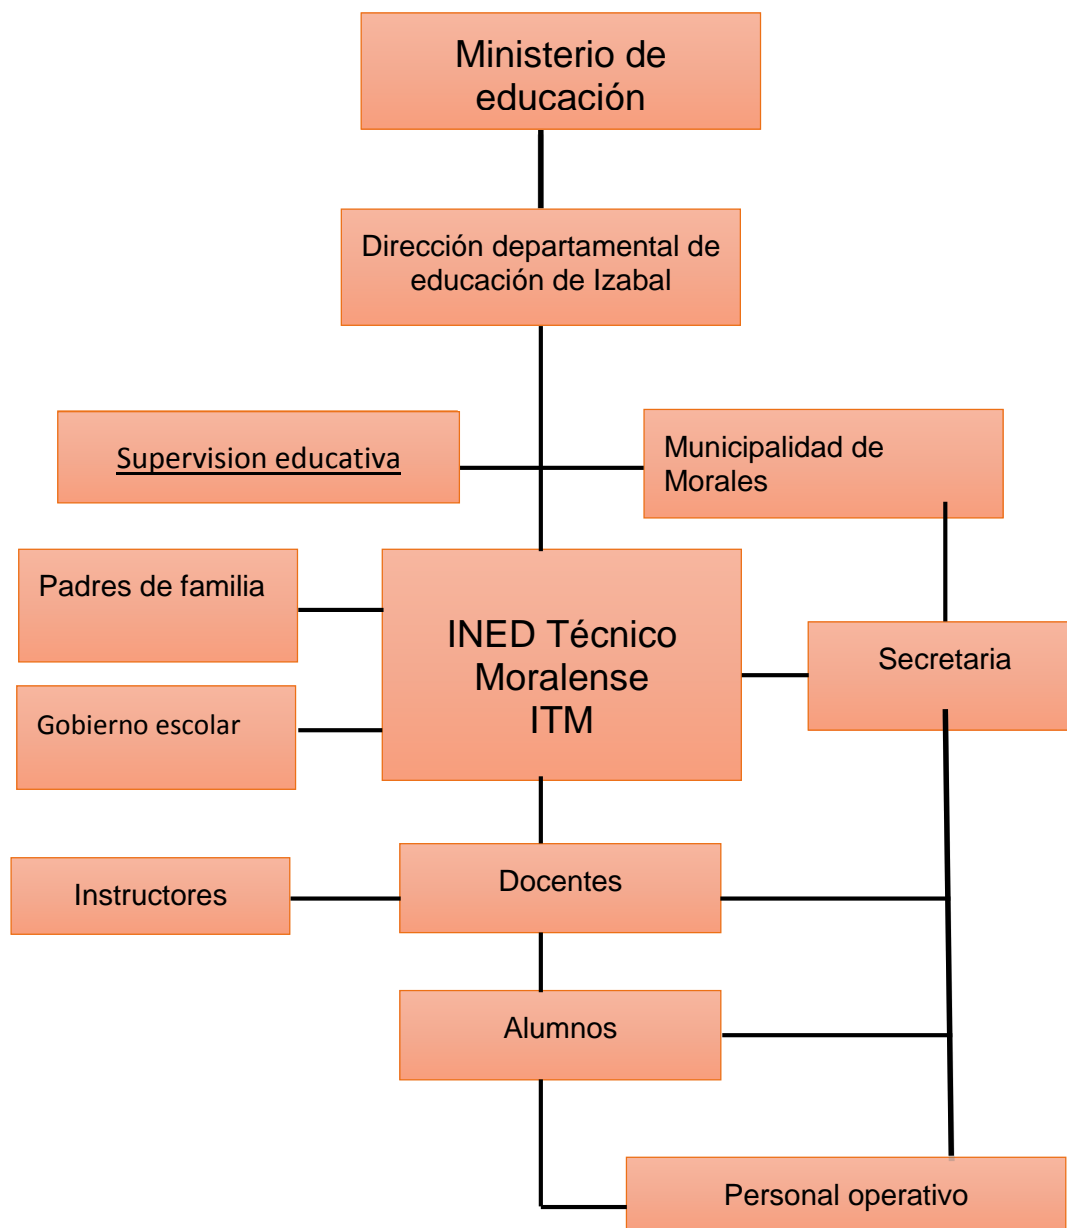 Ministerio de
educación
Dirección departamental de
educación de Izabal
Supervision educativa
Municipalidad de
Morales
Padres de familia
INED Técnico
Moralense
ITM
Secretaria
Gobierno escolar
Instructores
Docentes
Alumnos
Personal operativo